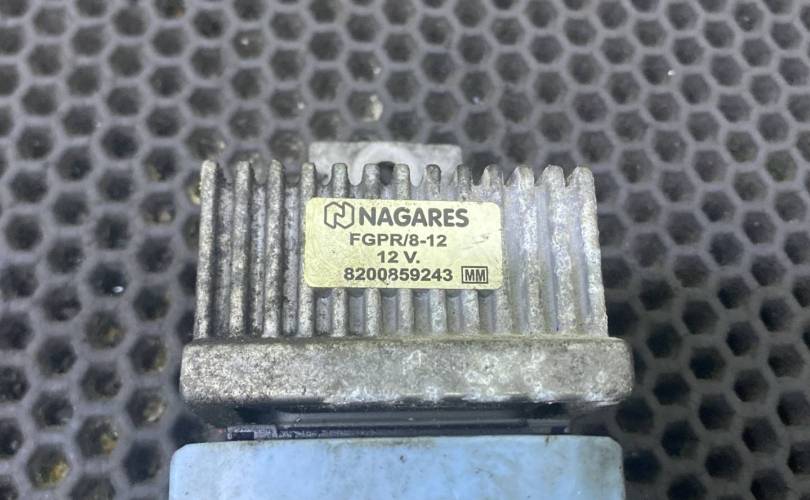 NAGARES
FGPR/8-12
12 V.
8200859243 MM